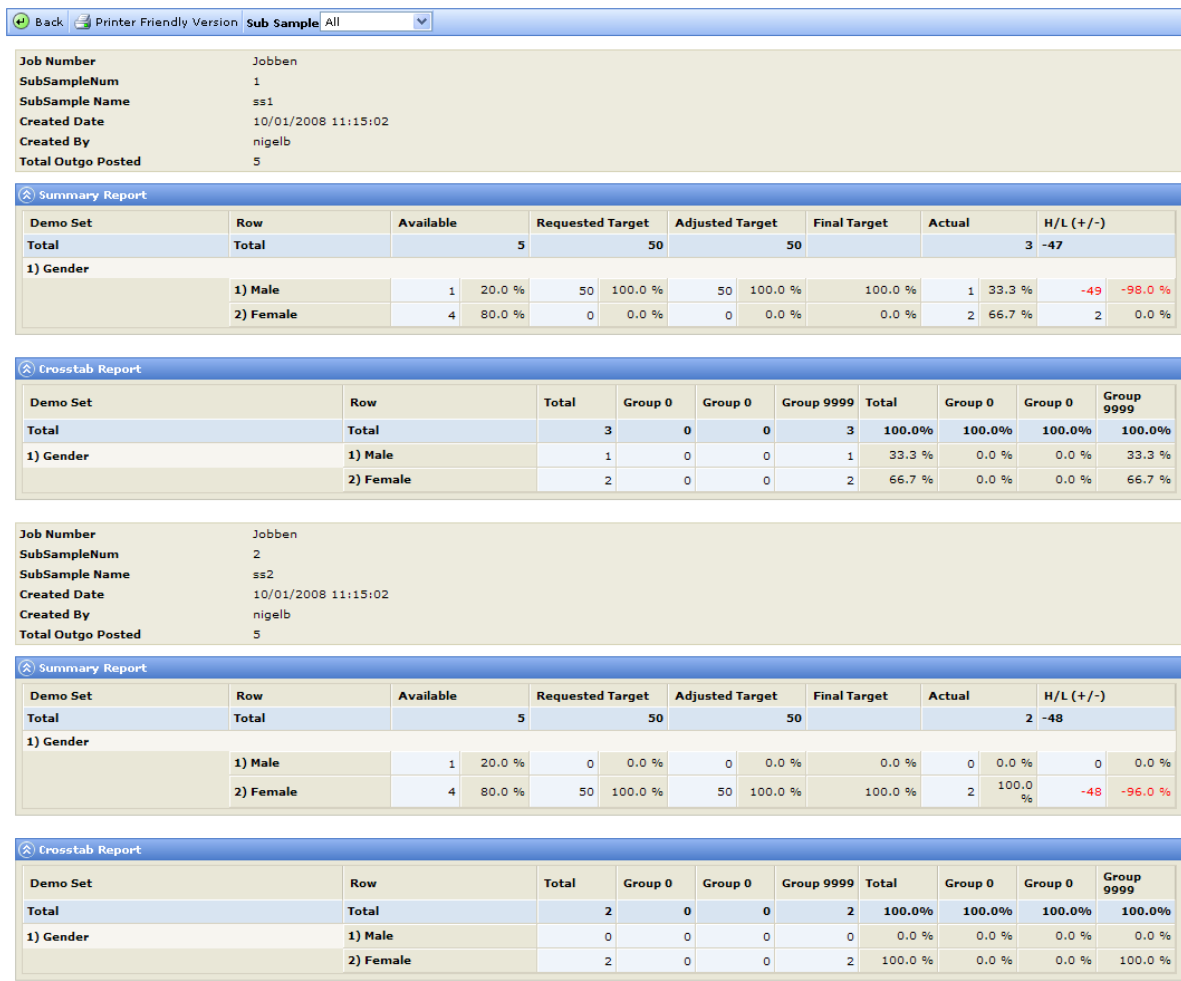 Back Printer Friendly Version Sub Sample All
Job Number Jobben
SubSampleNum 1
SubSample Name ss1
Created Date 10/01/2008 11:15:02
Created By nigelb
Total Outgo Posted 5
Summary Report
Demo Set Row Available Requested Target Adjusted Target Final Target Actual H/L (+/-)
Total Total 5 50 50 3 -47
1) Gender
1) Male 1 20.0 % 50 100.0 % 50 100.0 % 100.0 % 1 33.3 % -49 -98.0 %
2) Female 4 80.0 % 0 0.0 % 0 0.0 % 0.0 % 2 66.7 % 2 0.0 %
Crosstab Report
Demo Set Row Total Group 0 Group 0 Group 9999 Total Group 0 Group 0 Group 9999
Total Total 3 0 0 3 100.0% 100.0% 100.0% 100.0%
1) Gender 1) Male 1 0 0 1 33.3 % 0.0 % 0.0 % 33.3 %
2) Female 2 0 0 2 66.7 % 0.0 % 0.0 % 66.7 %
Job Number Jobben
SubSampleNum 2
SubSample Name ss2
Created Date 10/01/2008 11:15:02
Created By nigelb
Total Outgo Posted 5
Summary Report
Demo Set Row Available Requested Target Adjusted Target Final Target Actual H/L (+/-)
Total Total 5 50 50 2 -48
1) Gender
1) Male 1 20.0 % 0 0.0 % 0 0.0 % 0.0 % 0 0.0 % 0 0.0 %
2) Female 4 80.0 % 50 100.0 % 50 100.0 % 100.0 % 2 100.0 % -48 -96.0 %
Crosstab Report
Demo Set Row Total Group 0 Group 0 Group 9999 Total Group 0 Group 0 Group 9999
Total Total 2 0 0 2 100.0% 100.0% 100.0% 100.0%
1) Gender 1) Male 0 0 0 0 0.0 % 0.0 % 0.0 % 0.0 %
2) Female 2 0 0 2 100.0 % 0.0 % 0.0 % 100.0 %